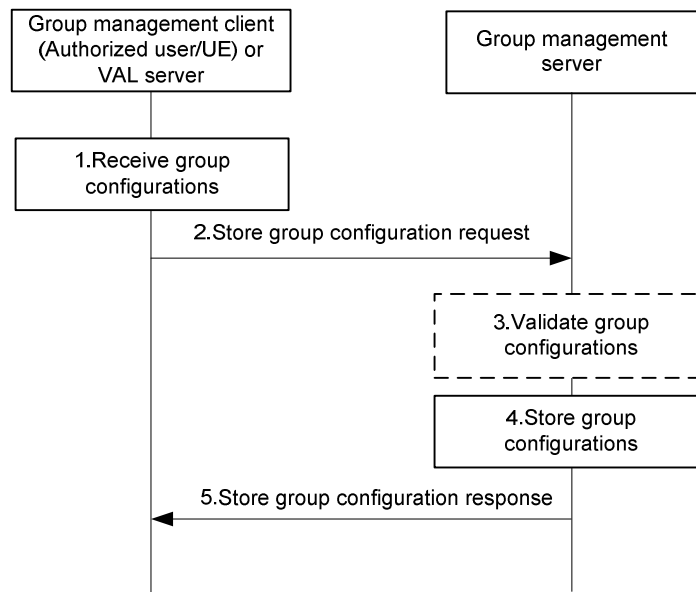 Group management client
(Authorized user/UE) or
VAL server
Group management
server
1.Receive group
configurations
2.Store group configuration request
3.Validate group
configurations
4.Store group
configurations
5.Store group configuration response